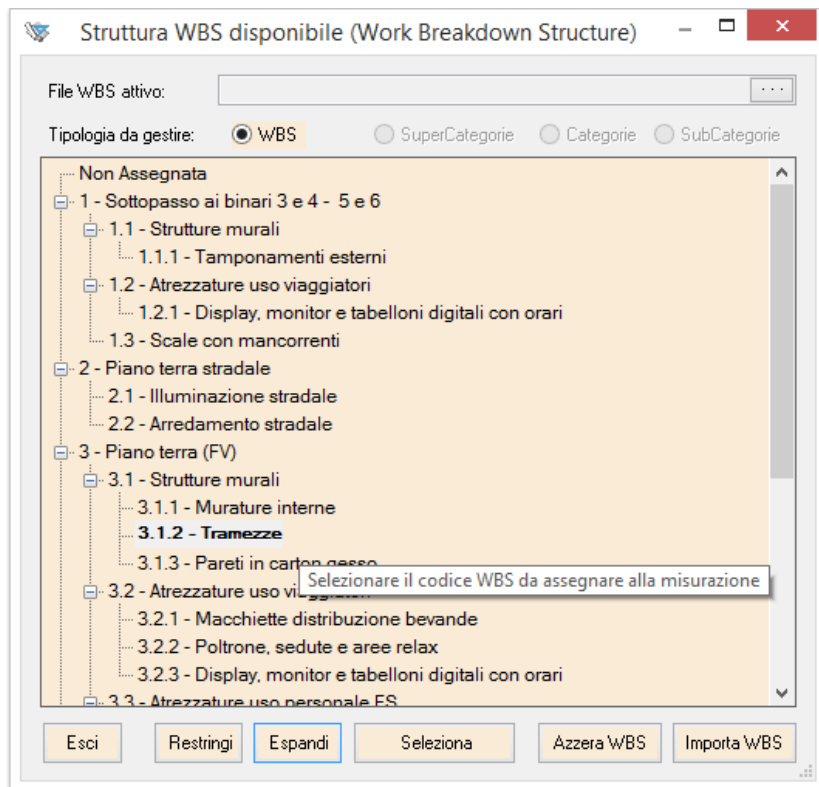 Struttura WBS disponibile (Work Breakdown Structure)
File WBS attivo:
...
Tipologia da gestire: WBS SuperCategorie Categorie SubCategorie
Non Assegnata
1 - Sottopasso ai binari 3 e 4 - 5 e 6
1.1 - Strutture murali
1.1.1 - Tamponamenti esterni
1.2 - Atrezzature uso viaggiatori
1.2.1 - Display, monitor e tabelloni digitali con orari
1.3 - Scale con mancorrenti
2 - Piano terra stradale
2.1 - Illuminazione stradale
2.2 - Arredamento stradale
3 - Piano terra (FV)
3.1 - Strutture murali
3.1.1 - Murature interne
3.1.2 - Tramezze
3.1.3 - Pareti in carton gesso
Selezionare il codice WBS da assegnare alla misurazione
3.2 - Atrezzature uso viaggiatori
3.2.1 - Macchiette distribuzione bevande
3.2.2 - Poltrone, sedute e aree relax
3.2.3 - Display, monitor e tabelloni digitali con orari
3.3 - Atrezzature uso personale FS
Esci Restringi Espandi Seleziona Azzera WBS Importa WBS